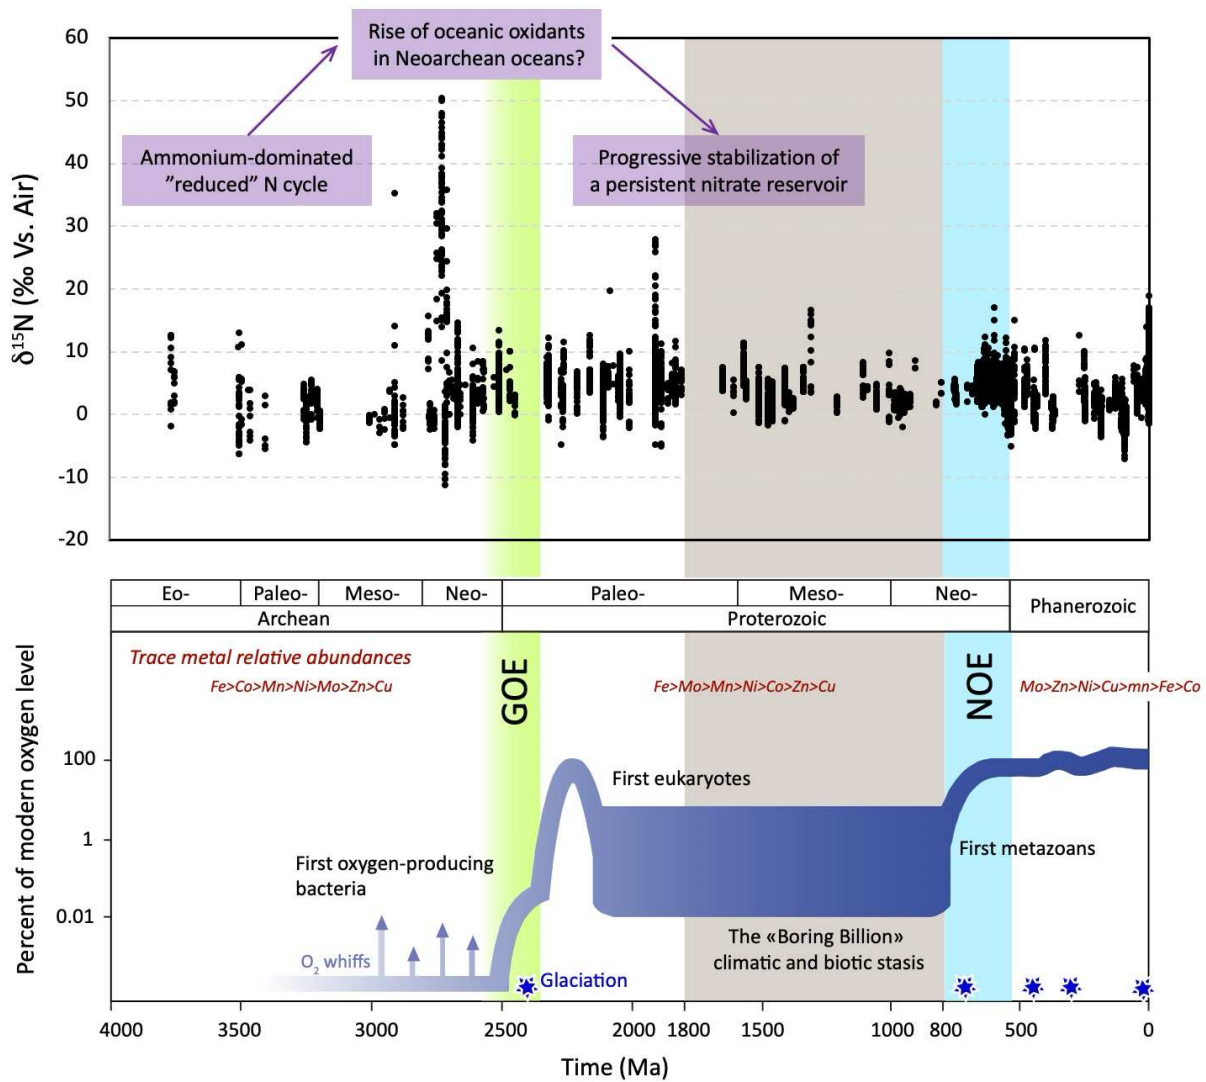 Rise of oceanic oxidants
in Neoarchean oceans?
Ammonium-dominated
”reduced” N cycle
Progressive stabilization of
a persistent nitrate reservoir
δ15N (‰ Vs. Air)
60
50
40
30
20
10
0
-10
-20
Eo-
Paleo-
Meso-
Neo-
Paleo-
Meso-
Neo-
Phanerozoic
Archean
Proterozoic
Trace metal relative abundances
Fe>Co>Mn>Ni>Mo>Zn>Cu
GOE
Fe>Mo>Mn>Ni>Co>Zn>Cu
NOE
Mo>Zn>Ni>Cu>mn>Fe>Co
Percent of modern oxygen level
100
1
0.01
First eukaryotes
First oxygen-producing
bacteria
First metazoans
O2 whiffs
The «Boring Billion»
climatic and biotic stasis
Glaciation
4000
3500
3000
2500
2000
1800
1500
1000
800
500
0
Time (Ma)